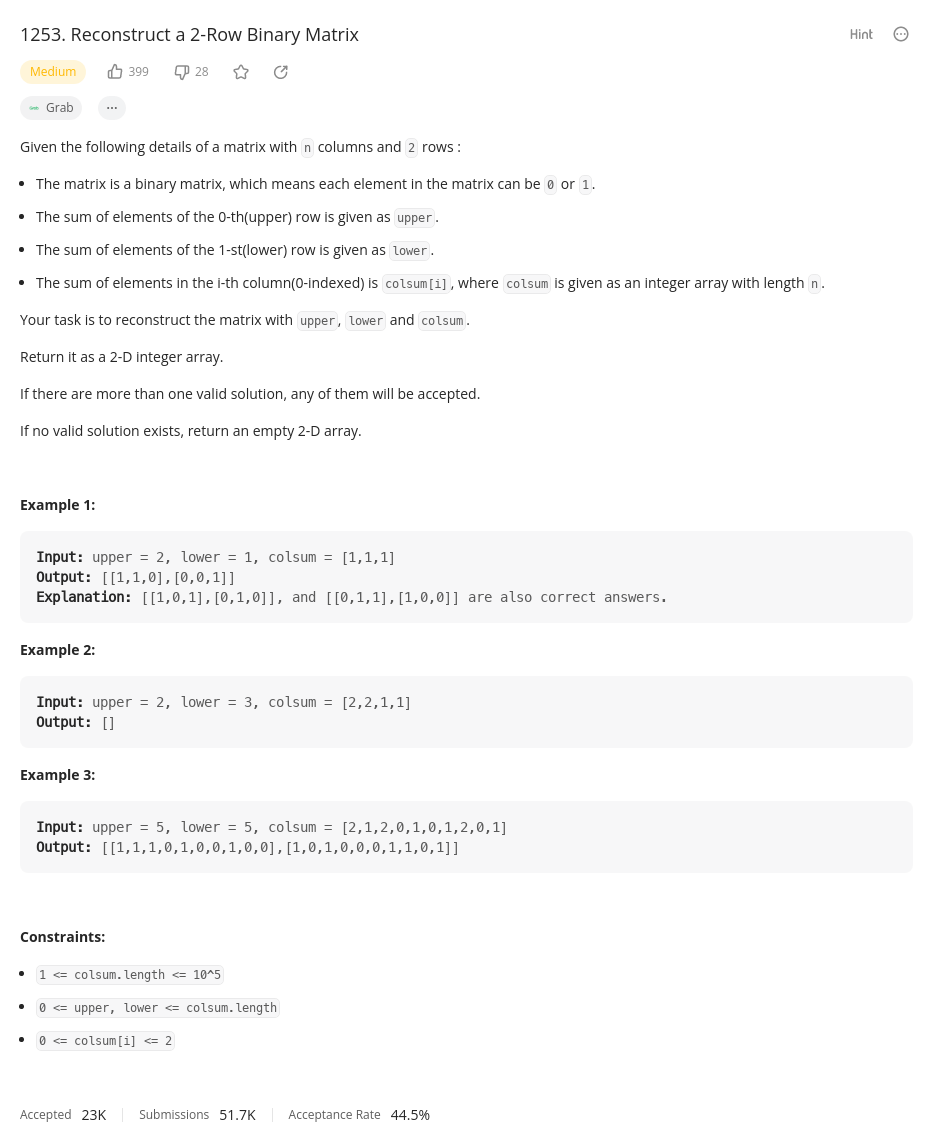 1253. Reconstruct a 2-Row Binary Matrix
Hint
Medium 399 28
Grab
Given the following details of a matrix with n columns and 2 rows :
• The matrix is a binary matrix, which means each element in the matrix can be 0 or 1.
• The sum of elements of the 0-th(upper) row is given as upper.
• The sum of elements of the 1-st(lower) row is given as lower.
• The sum of elements in the i-th column(0-indexed) is colsum[i], where colsum is given as an integer array with length n.
Your task is to reconstruct the matrix with upper, lower and colsum.
Return it as a 2-D integer array.
If there are more than one valid solution, any of them will be accepted.
If no valid solution exists, return an empty 2-D array.
Example 1:
Input: upper = 2, lower = 1, colsum = [1,1,1]
Output: [[1,1,0],[0,0,1]]
Explanation: [[1,0,1],[0,1,0]], and [[0,1,1],[1,0,0]] are also correct answers.
Example 2:
Input: upper = 2, lower = 3, colsum = [2,2,1,1]
Output: []
Example 3:
Input: upper = 5, lower = 5, colsum = [2,1,2,0,1,0,1,2,0,1]
Output: [[1,1,1,0,1,0,0,1,0,0],[1,0,1,0,0,0,1,1,0,1]]
Constraints:
• 1 <= colsum.length <= 10^5
• 0 <= upper, lower <= colsum.length
• 0 <= colsum[i] <= 2
Accepted 23K Submissions 51.7K Acceptance Rate 44.5%